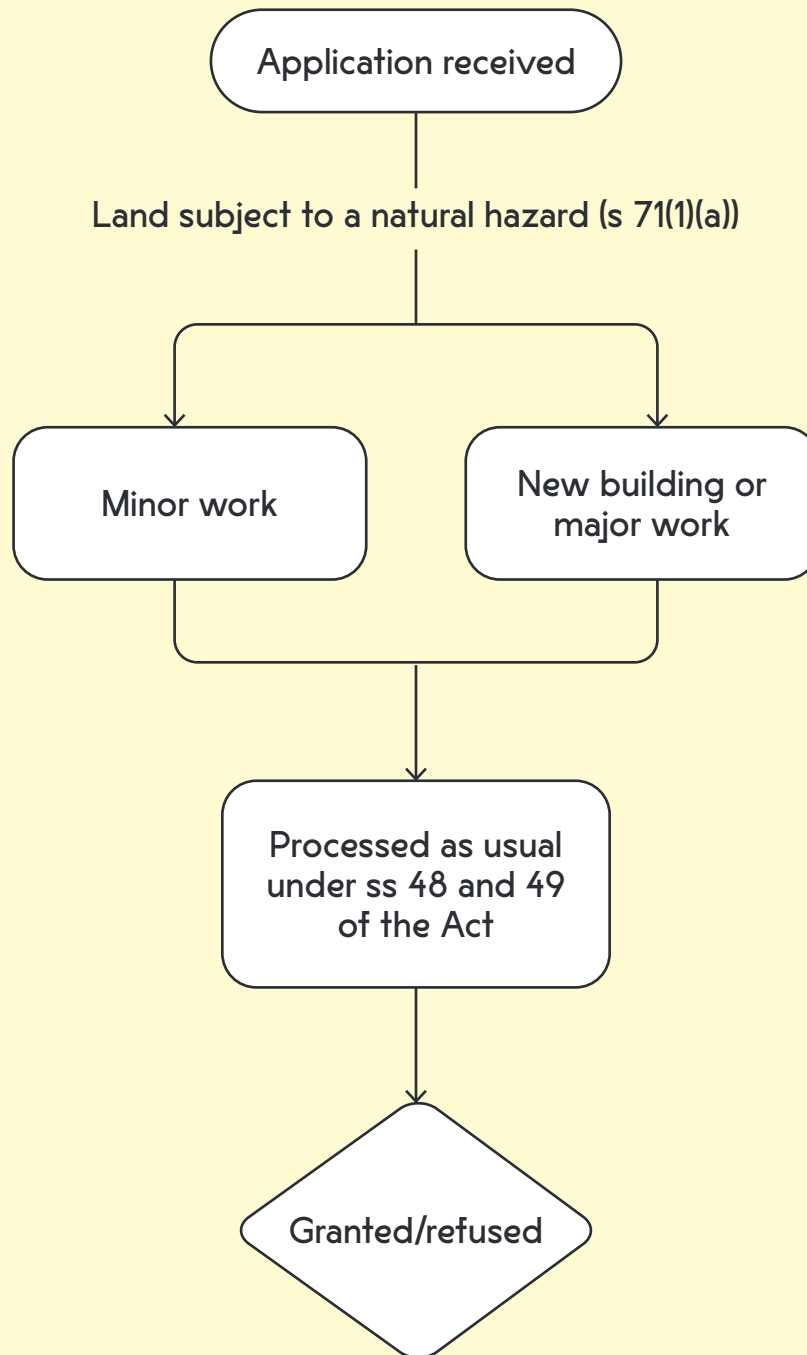 Application received
Land subject to a natural hazard (s 71(1)(a))
Minor work
New building or
major work
Processed as usual
under ss 48 and 49
of the Act
Granted/refused